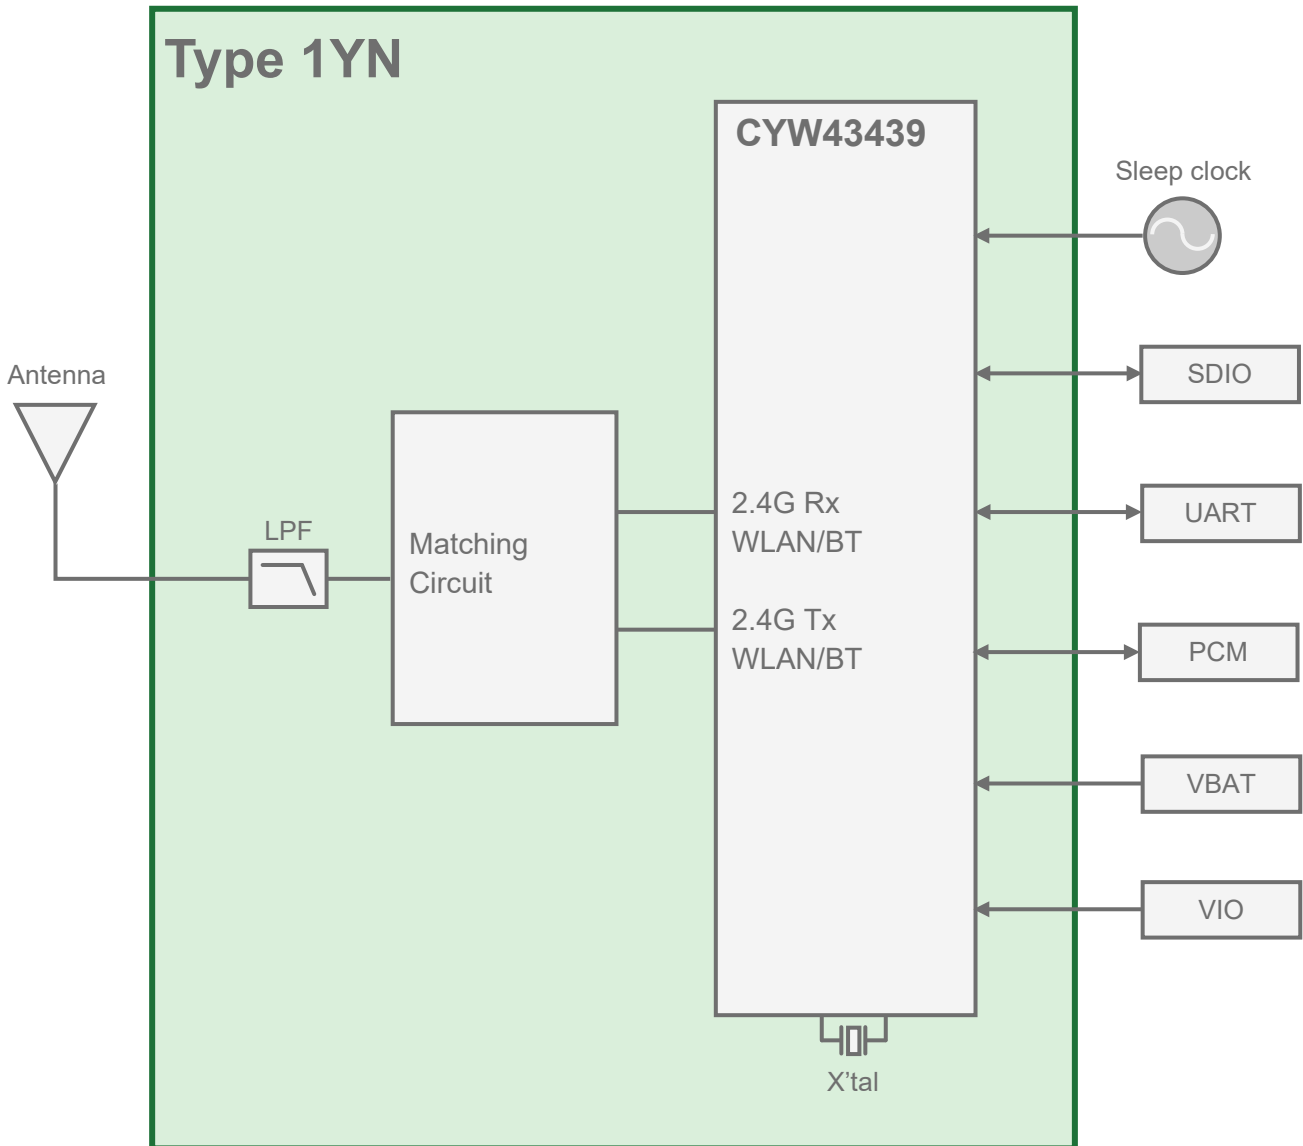 Type 1YN
CYW43439
Sleep clock
Antenna
SDIO
LPF
Matching
Circuit
2.4G Rx
WLAN/BT
2.4G Tx
WLAN/BT
UART
PCM
VBAT
VIO
X’tal